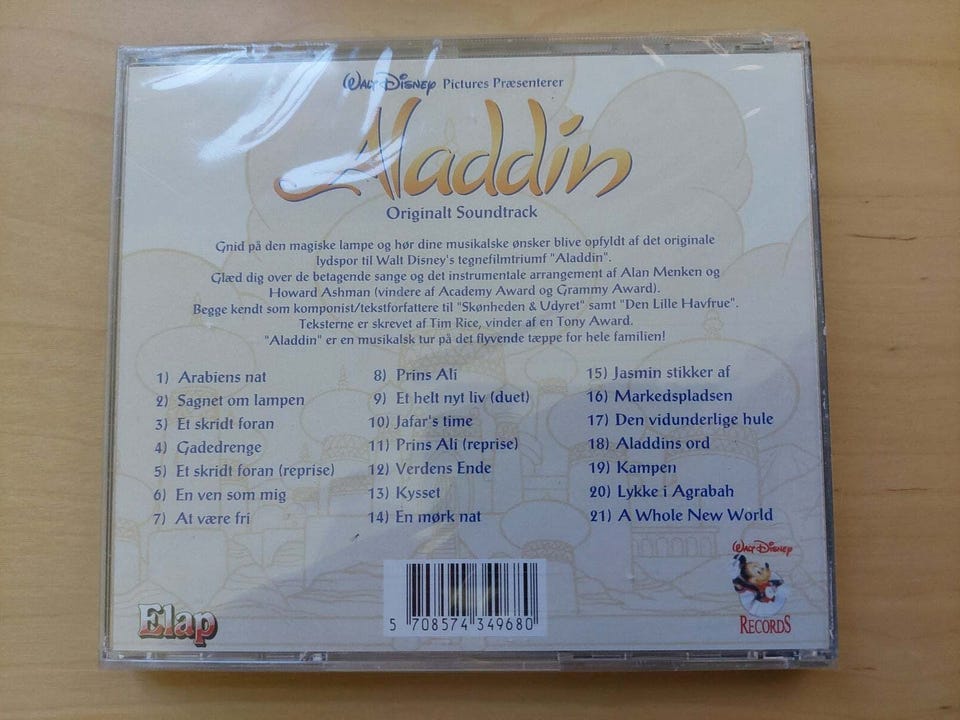 Walt Disney Pictures Præsenterer
Aladdin
Originalt Soundtrack
Gnid på den magiske lampe og hør dine musikalske ønsker blive opfyldt af det originale
lydspor til Walt Disney's tegnefilmtriumf "Aladdin".
Glæd dig over de betagende sange og det instrumentale arrangement af Alan Menken og
Howard Ashman (vindere af Academy Award og Grammy Award).
Begge kendt som komponist/tekstforfattere til "Skønheden & Udyret" samt "Den Lille Havfrue".
Teksterne er skrevet af Tim Rice, vinder af en Tony Award.
"Aladdin" er en musikalsk tur på det flyvende tæppe for hele familien!
1) Arabiens nat
2) Sagnet om lampen
3) Et skridt foran
4) Gadedrenge
5) Et skridt foran (reprise)
6) En ven som mig
7) At være fri
8) Prins Ali
9) Et helt nyt liv (duet)
10) Jafar's time
11) Prins Ali (reprise)
12) Verdens Ende
13) Kysset
14) En mørk nat
15) Jasmin stikker af
16) Markedspladsen
17) Den vidunderlige hule
18) Aladdins ord
19) Kampen
20) Lykke i Agrabah
21) A Whole New World
Elap
5 708574 349680
Walt Disney
RECORDS